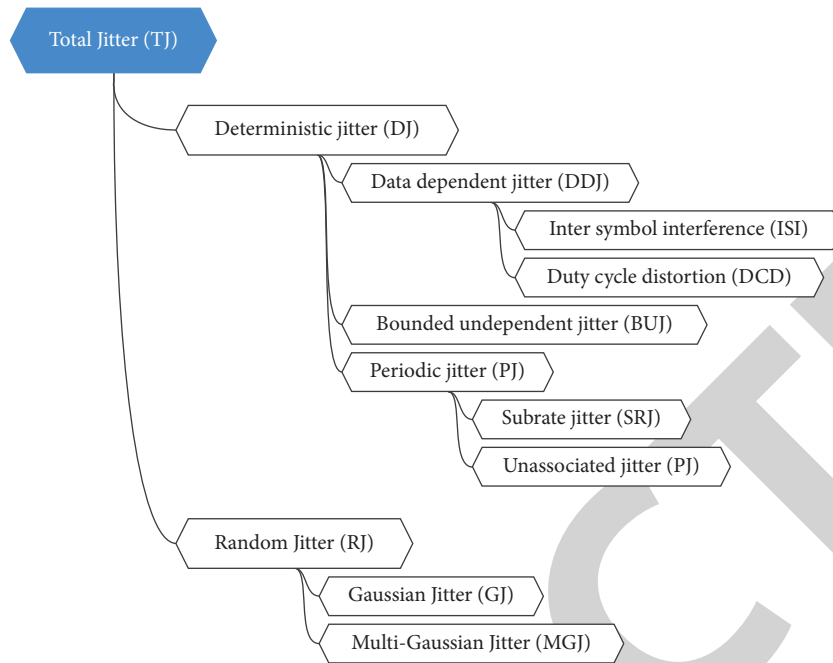 Total Jitter (TJ)
Deterministic jitter (DJ)
Data dependent jitter (DDJ)
Inter symbol interference (ISI)
Duty cycle distortion (DCD)
Bounded undependent jitter (BUJ)
Periodic jitter (PJ)
Subrate jitter (SRJ)
Unassociated jitter (PJ)
Random Jitter (RJ)
Gaussian Jitter (GJ)
Multi-Gaussian Jitter (MGJ)
CT